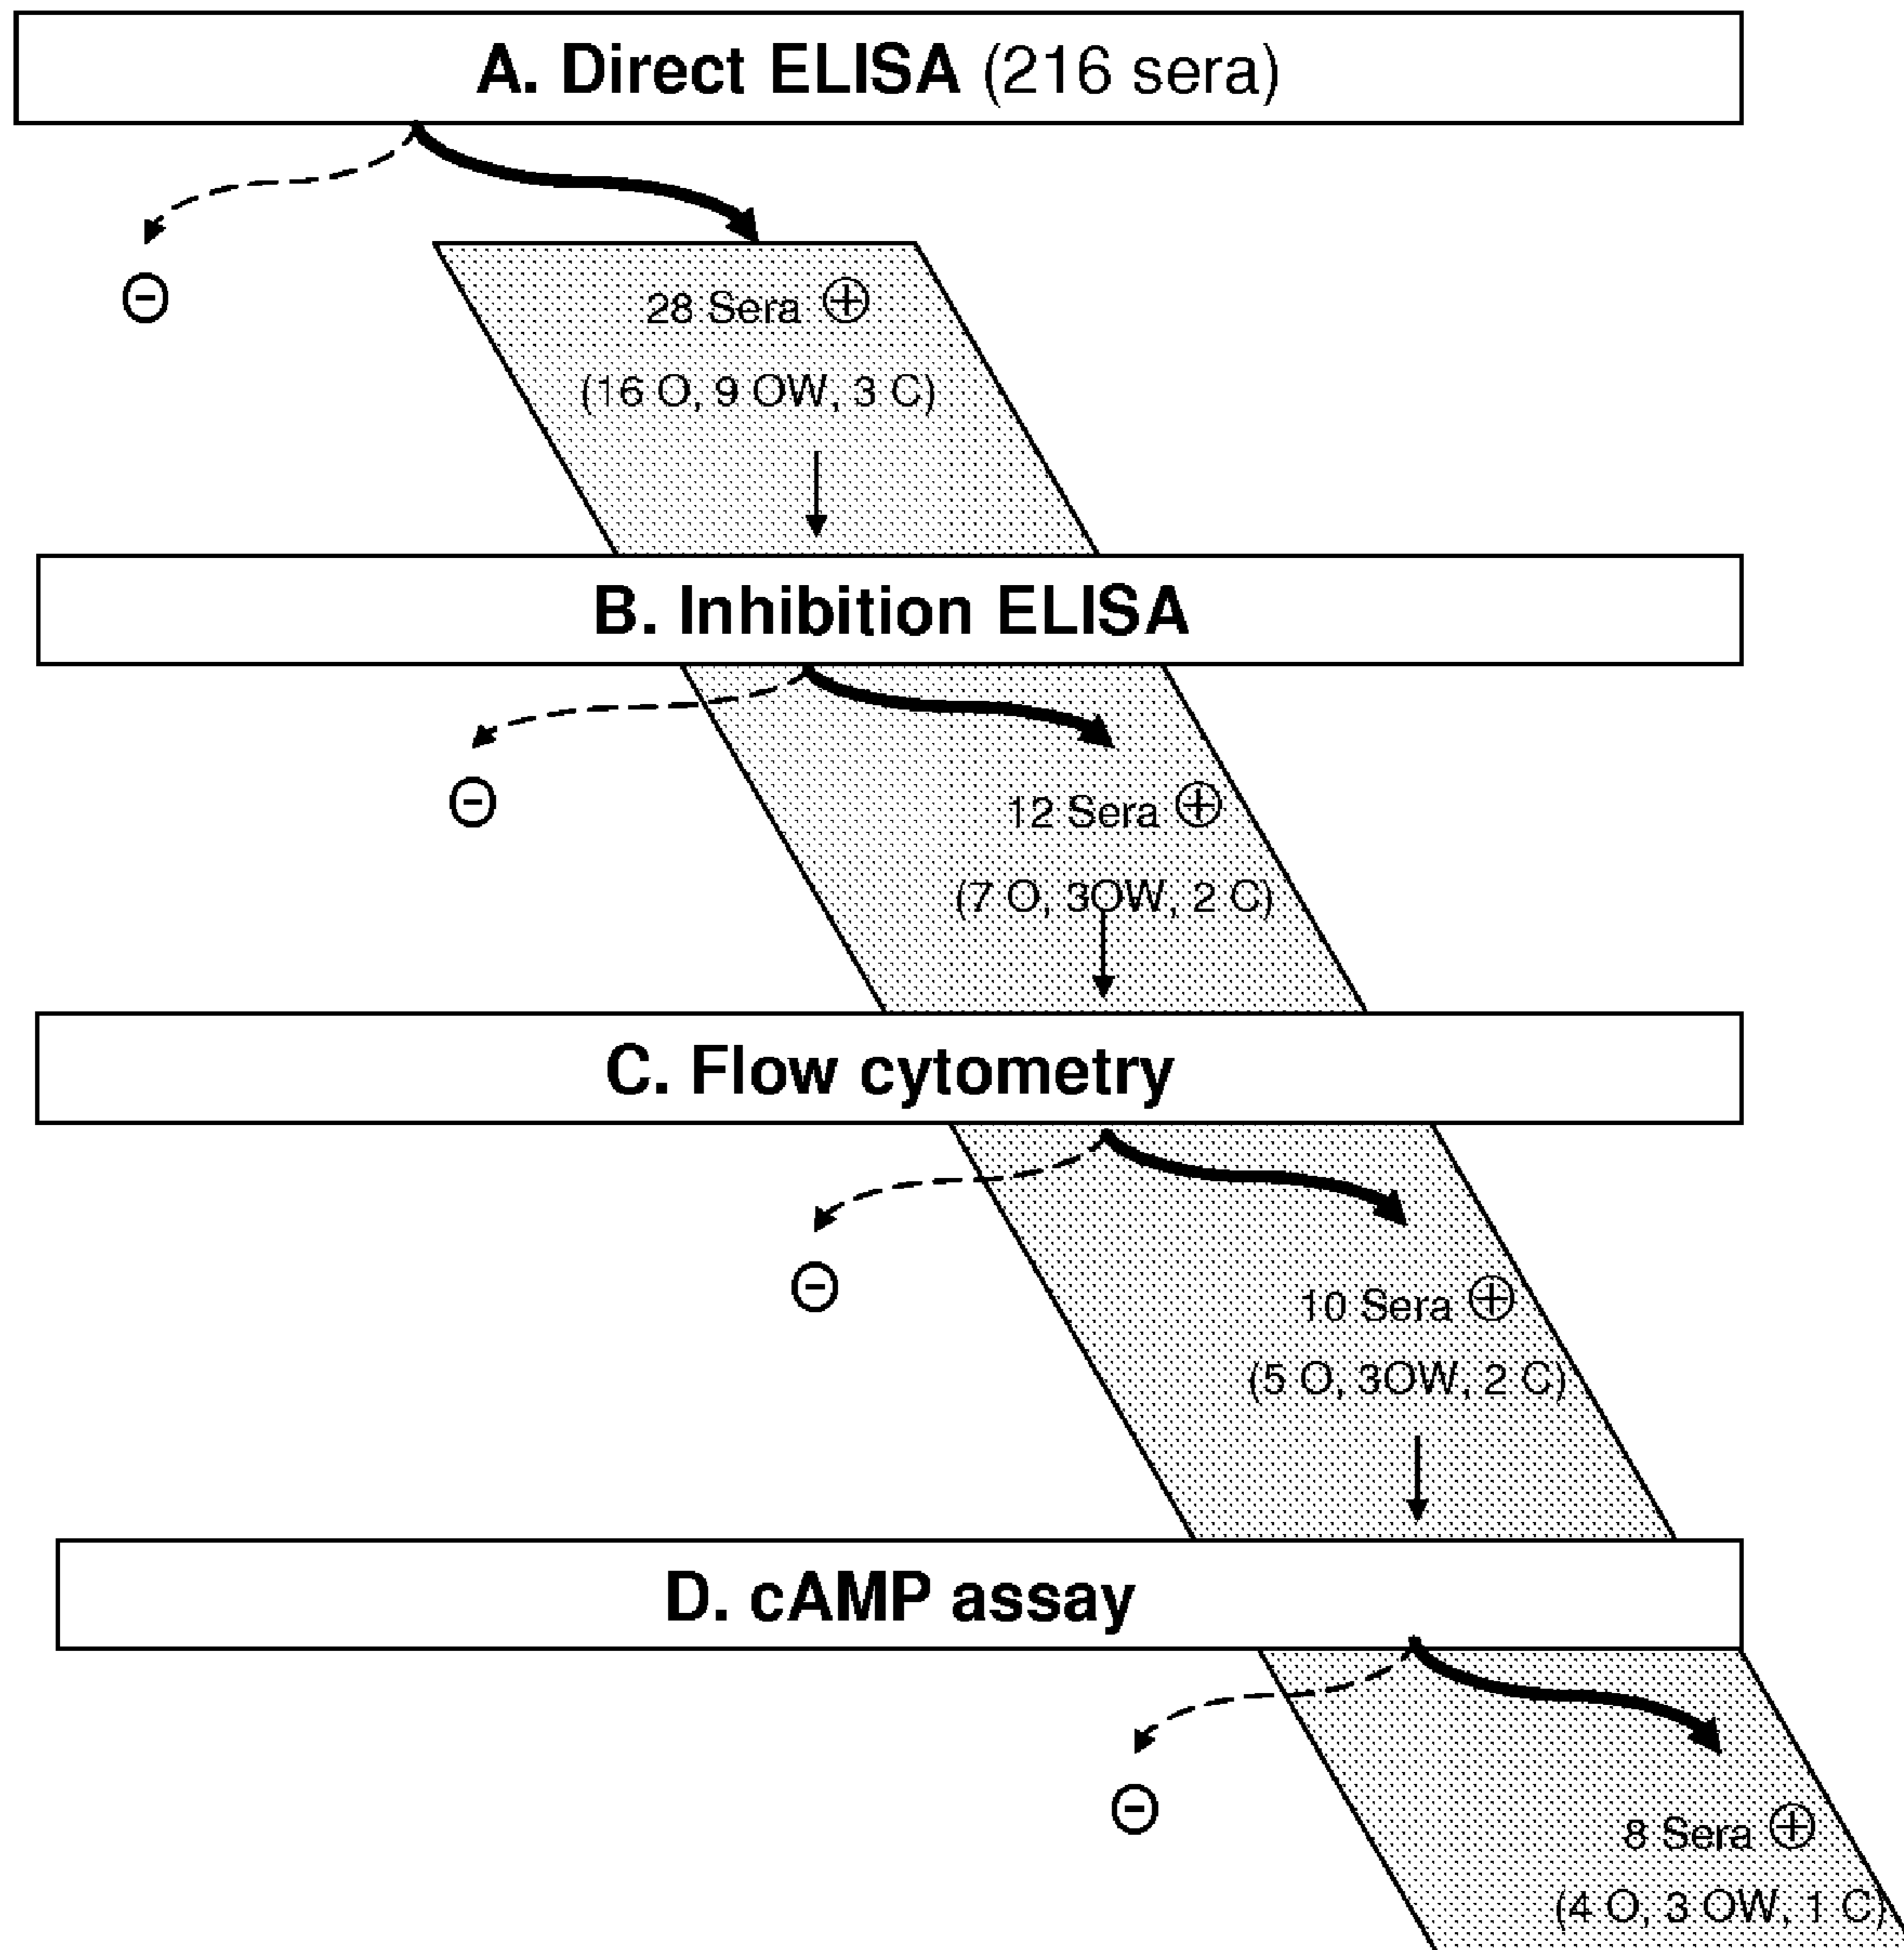 A. Direct ELISA (216 sera)
⊖
28 Sera ⊕
(16 O, 9 OW, 3 C)
B. Inhibition ELISA
⊖
12 Sera ⊕
(7 O, 3OW, 2 C)
C. Flow cytometry
⊖
10 Sera ⊕
(5 O, 3OW, 2 C)
D. cAMP assay
⊖
8 Sera ⊕
(4 O, 3 OW, 1 C)